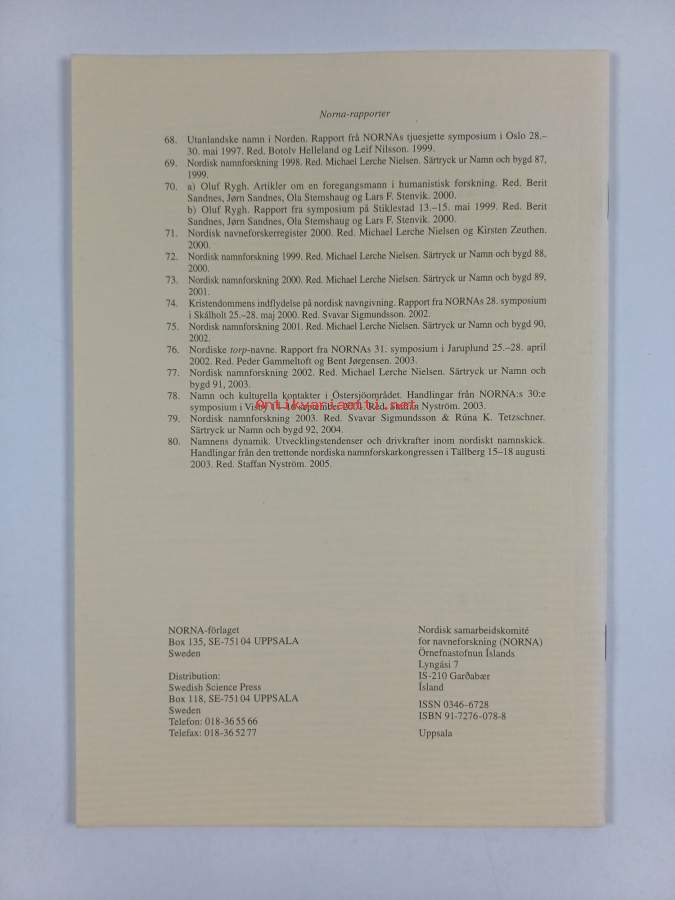 Norna-rapporter
68. Utanlandske namn i Norden. Rapport frå NORNAs tjuesjette symposium i Oslo 28.–
30. mai 1997. Red. Botolv Helleland og Leif Nilsson. 1999.
69. Nordisk namnforskning 1998. Red. Michael Lerche Nielsen. Särtryck ur Namn och bygd 87,
1999.
70. a) Oluf Rygh. Artikler om en foregangsmann i humanistisk forskning. Red. Berit
Sandnes, Jørn Sandnes, Ola Stemshaug og Lars F. Stenvik. 2000.
b) Oluf Rygh. Rapport fra symposium på Stiklestad 13.–15. mai 1999. Red. Berit
Sandnes, Jørn Sandnes, Ola Stemshaug og Lars F. Stenvik. 2000.
71. Nordisk navneforskerregister 2000. Red. Michael Lerche Nielsen og Kirsten Zeuthen.
2000.
72. Nordisk namnforskning 1999. Red. Michael Lerche Nielsen. Särtryck ur Namn och bygd 88,
2000.
73. Nordisk namnforskning 2000. Red. Michael Lerche Nielsen. Särtryck ur Namn och bygd 89,
2001.
74. Kristendommens indflydelse på nordisk navngivning. Rapport fra NORNAs 28. symposium
i Skálholt 25.–28. maj 2000. Red. Svavar Sigmundsson. 2002.
75. Nordisk namnforskning 2001. Red. Michael Lerche Nielsen. Särtryck ur Namn och bygd 90,
2002.
76. Nordiske torp-navne. Rapport fra NORNAs 31. symposium i Jaruplund 25.–28. april
2002. Red. Peder Gammeltoft og Bent Jørgensen. 2003.
77. Nordisk namnforskning 2002. Red. Michael Lerche Nielsen. Särtryck ur Namn och
bygd 91, 2003.
78. Namn och kulturella kontakter i Östersjöområdet. Handlingar från NORNA:s 30:e
symposium i Visby september 2001. Red. Staffan Nyström. 2003.
Antikvariaattu.net
79. Nordisk namnforskning 2003. Red. Svavar Sigmundsson & Rúna K. Tetzschner.
Särtryck ur Namn och bygd 92, 2004.
80. Namnens dynamik. Utvecklingstendenser och drivkrafter inom nordiskt namnskick.
Handlingar från den trettonde nordiska namnforskarkongressen i Tällberg 15–18 augusti
2003. Red. Staffan Nyström. 2005.
NORNA-förlaget
Box 135, SE-751 04 UPPSALA
Sweden
Distribution:
Swedish Science Press
Box 118, SE-751 04 UPPSALA
Sweden
Telefon: 018-36 55 66
Telefax: 018-36 52 77
Nordisk samarbeidskomité
for navneforskning (NORNA)
Örnefnastofnun Íslands
Lyngási 7
IS-210 Garðabær
Ísland
ISSN 0346-6728
ISBN 91-7276-078-8
Uppsala